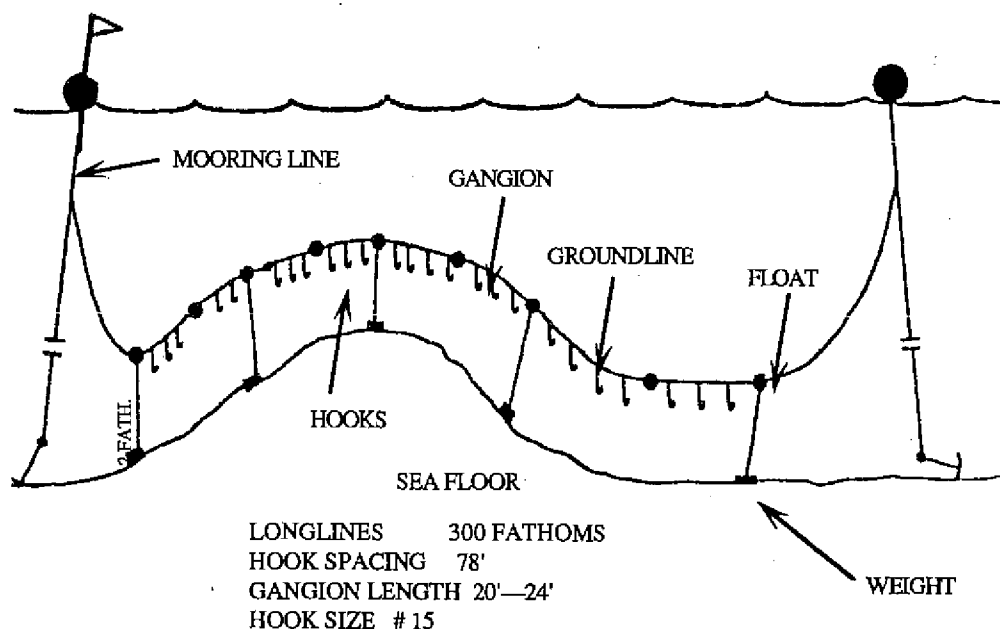 MOORING LINE
GANGION
GROUNDLINE
FLOAT
HOOKS
2 FATH.
SEA FLOOR
WEIGHT
LONGLINES 300 FATHOMS
HOOK SPACING 78'
GANGION LENGTH 20'—24'
HOOK SIZE # 15